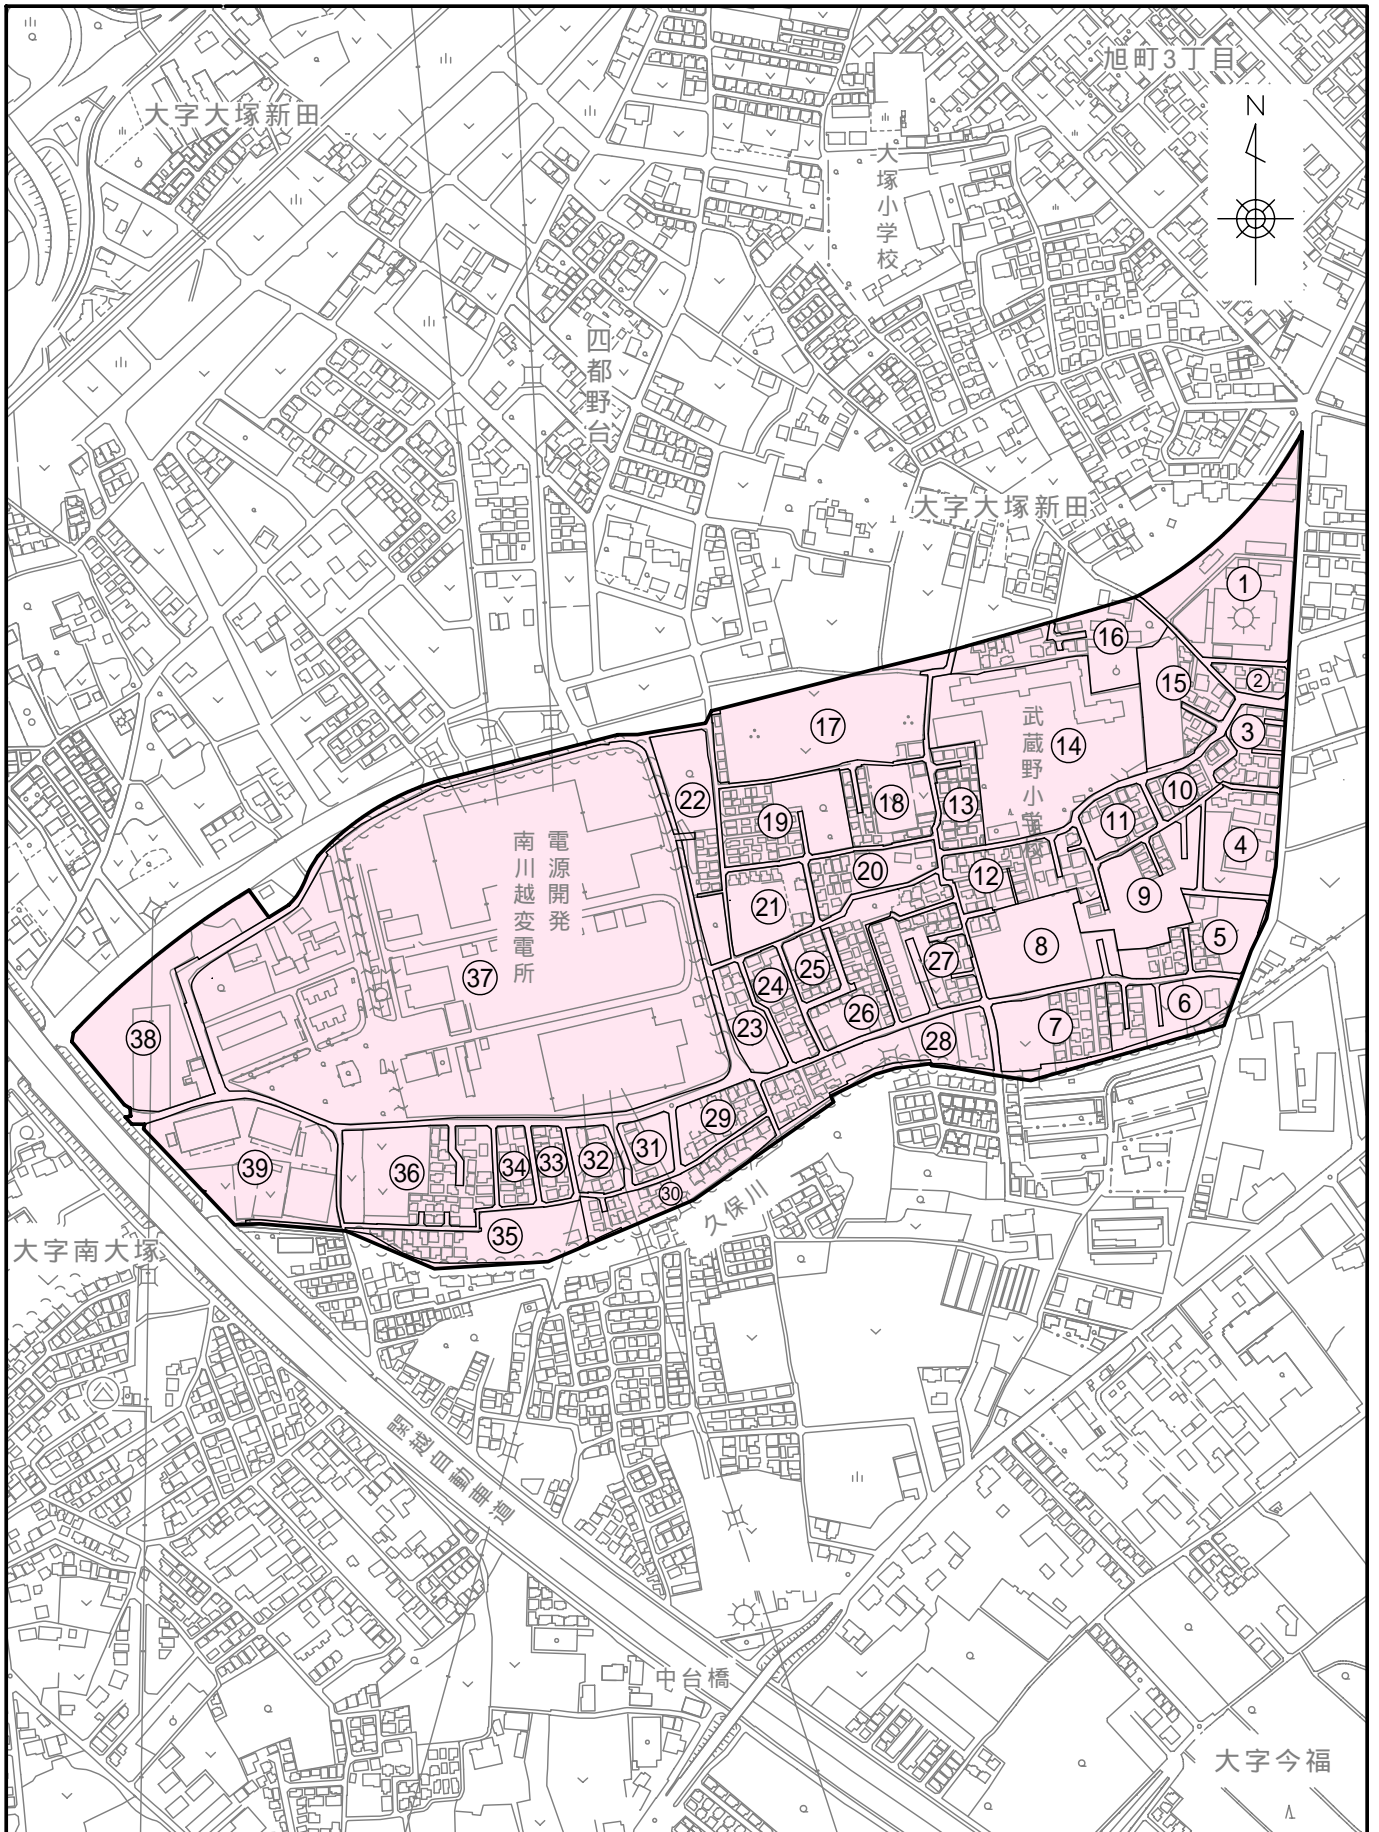 旭町3丁目
N
大字大塚新田
大塚小学校
四都野台
大字大塚新田
①
⑯
②
⑮
武蔵野小学校
⑰
③
⑭
⑩
㉒
⑱
⑬
⑲
⑪
④
電源開発
南川越変電所
⑳
⑫
⑨
㉑
⑤
⑧
㉗
㉕
㊲
㉔
⑥
㉖
㉓
⑦
㊳
㉘
㉙
㉛
㉜
㉝
㉞
㊴
㊱
㉚
久保川
㉟
大字南大塚
関越自動車道
中台橋
大字今福